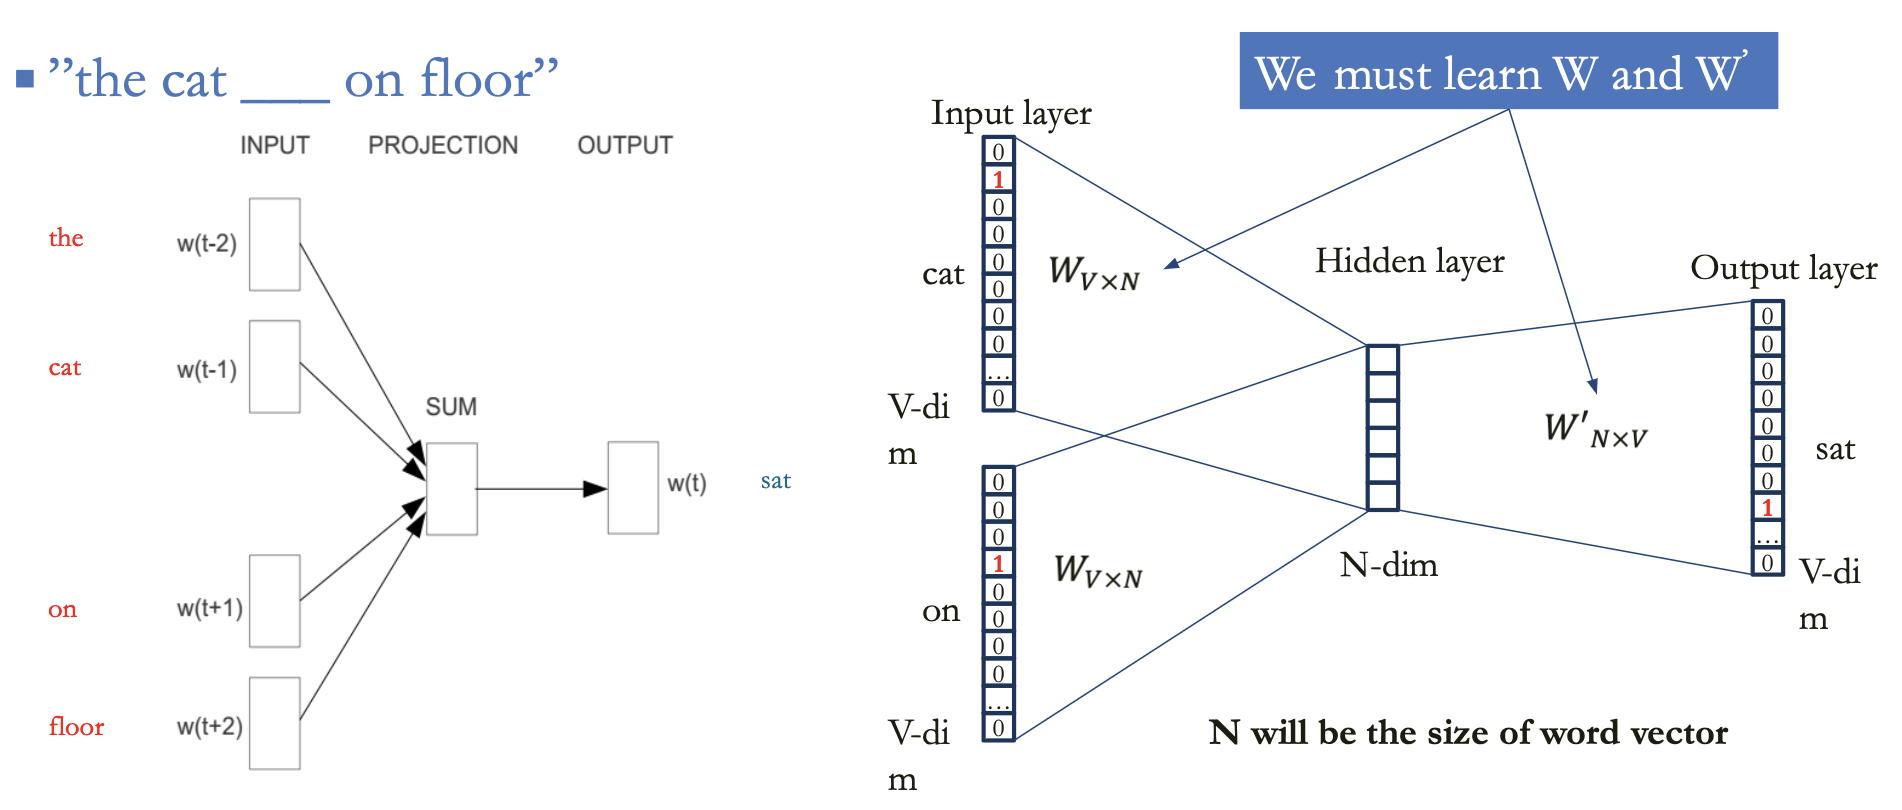 ”the cat ___ on floor”
INPUT PROJECTION OUTPUT
the w(t-2)
cat w(t-1)
SUM
w(t) sat
on w(t+1)
floor w(t+2)
We must learn W and W’
Input layer
0
1
0
0
0
0
0
0
...
0
cat
V-di
m
W_{V×N}
0
0
0
1
0
0
0
0
...
0
on
V-di
m
W_{V×N}
Hidden layer
N-dim
W'_{N×V}
Output layer
0
0
0
0
0
0
0
1
...
0
sat
V-di
m
N will be the size of word vector